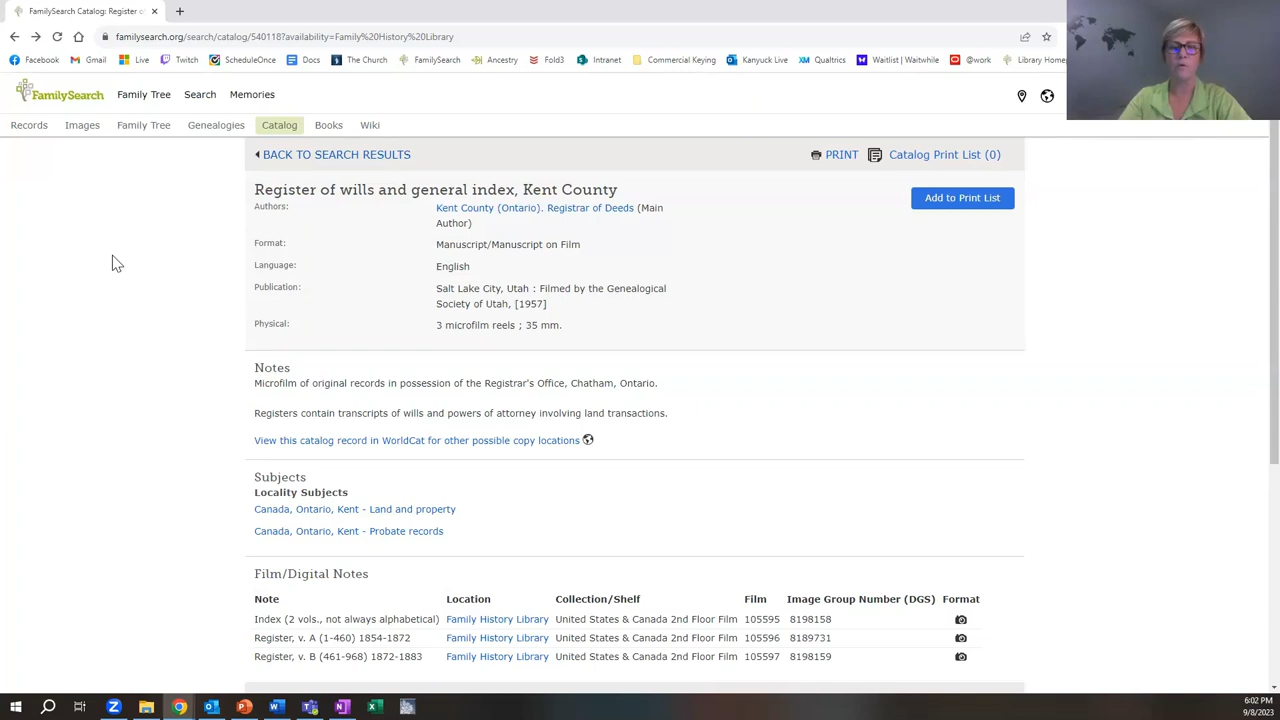 FamilySearch Catalog: Register o
familysearch.org/search/catalog/540118?availability=Family%20History%20Library
Facebook Gmail Live Twitch ScheduleOnce Docs The Church FamilySearch Ancestry Fold3 Intranet Commercial Keying Kanyuck Live Qualtrics Waitlist | Waitwhile @work Library Home
FamilySearch Family Tree Search Memories
Records Images Family Tree Genealogies Catalog Books Wiki
BACK TO SEARCH RESULTS PRINT Catalog Print List (0)
Register of wills and general index, Kent County
Add to Print List
Authors: Kent County (Ontario). Registrar of Deeds (Main
Author)
Format: Manuscript/Manuscript on Film
Language: English
Publication: Salt Lake City, Utah : Filmed by the Genealogical
Society of Utah, [1957]
Physical: 3 microfilm reels ; 35 mm.
Notes
Microfilm of original records in possession of the Registrar's Office, Chatham, Ontario.
Registers contain transcripts of wills and powers of attorney involving land transactions.
View this catalog record in WorldCat for other possible copy locations
Subjects
Locality Subjects
Canada, Ontario, Kent - Land and property
Canada, Ontario, Kent - Probate records
Film/Digital Notes
Note Location Collection/Shelf Film Image Group Number (DGS) Format
Index (2 vols., not always alphabetical) Family History Library United States & Canada 2nd Floor Film 105595 8198158
Register, v. A (1-460) 1854-1872 Family History Library United States & Canada 2nd Floor Film 105596 8189731
Register, v. B (461-968) 1872-1883 Family History Library United States & Canada 2nd Floor Film 105597 8198159
6:02 PM
9/8/2023